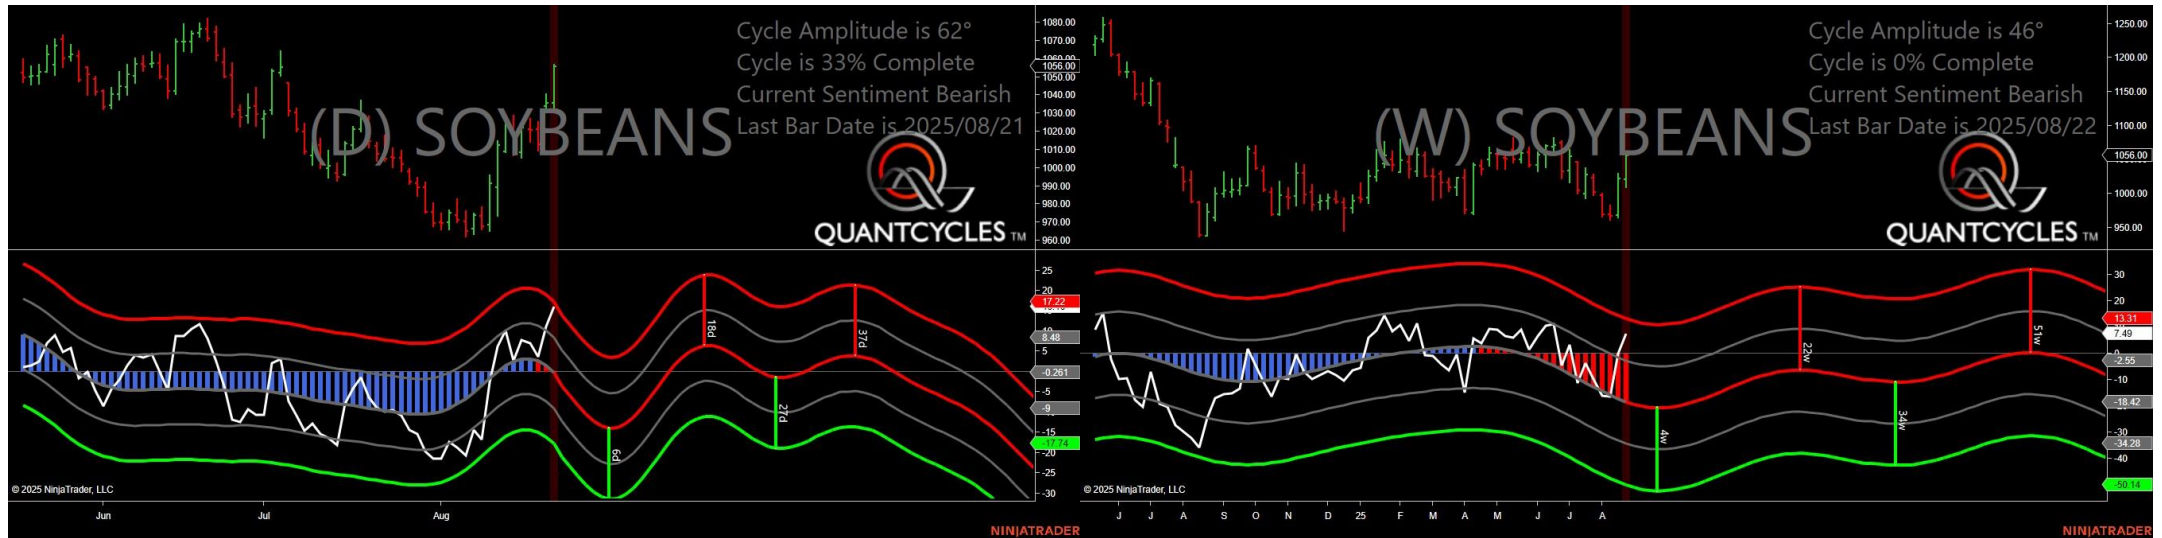 Cycle Amplitude is 62°
Cycle is 33% Complete
Current Sentiment Bearish
Last Bar Date is 2025/08/21
(D) SOYBEANS
QUANTCYCLES TM
1080.00
1070.00
1056.00
1050.00
1040.00
1030.00
1020.00
1010.00
1000.00
990.00
980.00
970.00
960.00
25
20
17.22
8.48
5
-0.261
-5
-9
-15
-17.74
-20
-25
-30
6d
18d
27d
37d
© 2025 NinjaTrader, LLC
Jun
Jul
Aug
NINJATRADER
Cycle Amplitude is 46°
Cycle is 0% Complete
Current Sentiment Bearish
Last Bar Date is 2025/08/22
(W) SOYBEANS
QUANTCYCLES TM
1250.00
1200.00
1150.00
1100.00
1056.00
1000.00
950.00
30
20
13.31
7.49
0
-2.55
-10
-18.42
-30
-34.28
-40
-50.14
4w
22w
34w
51w
© 2025 NinjaTrader, LLC
J J A S O N D 25 F M A M J J A
NINJATRADER